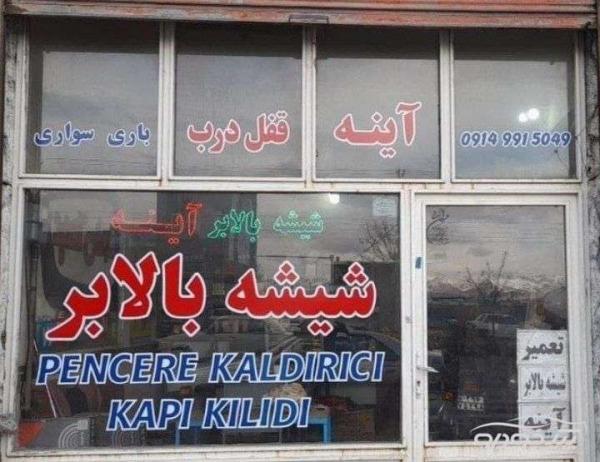 آینه
قفل درب
باری سواری
0914 991 5049
شیشه بالابر آینه
شیشه بالابر
PENCERE KALDIRICI
KAPI KILIDI
تعمیر
شیشه بالابر
آینه